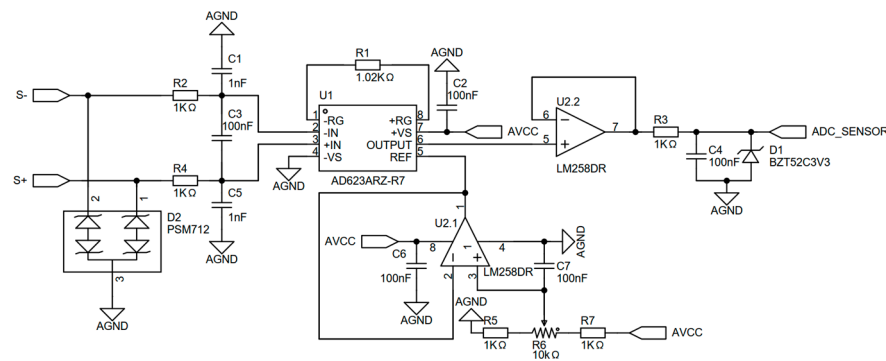 AGND
C1
1nF
R1
1.02KΩ
AGND
C2
100nF
S-
R2
1KΩ
C3
100nF
U1
1 -RG +RG 8
2 -IN +VS 7
3 +IN OUTPUT 6
4 -VS REF 5
AD623ARZ-R7
AGND
AVCC
6
5
7
U2.2
LM258DR
R3
1KΩ
ADC_SENSOR
C4
100nF
D1
BZT52C3V3
AGND
S+
R4
1KΩ
C5
1nF
AGND
2
1
D2
PSM712
3
AGND
1
U2.1
1
AVCC
8
4
AGND
C6
100nF
LM258DR
C7
100nF
2
3
AGND
AGND
R5
1KΩ
R6
10kΩ
R7
1KΩ
AVCC